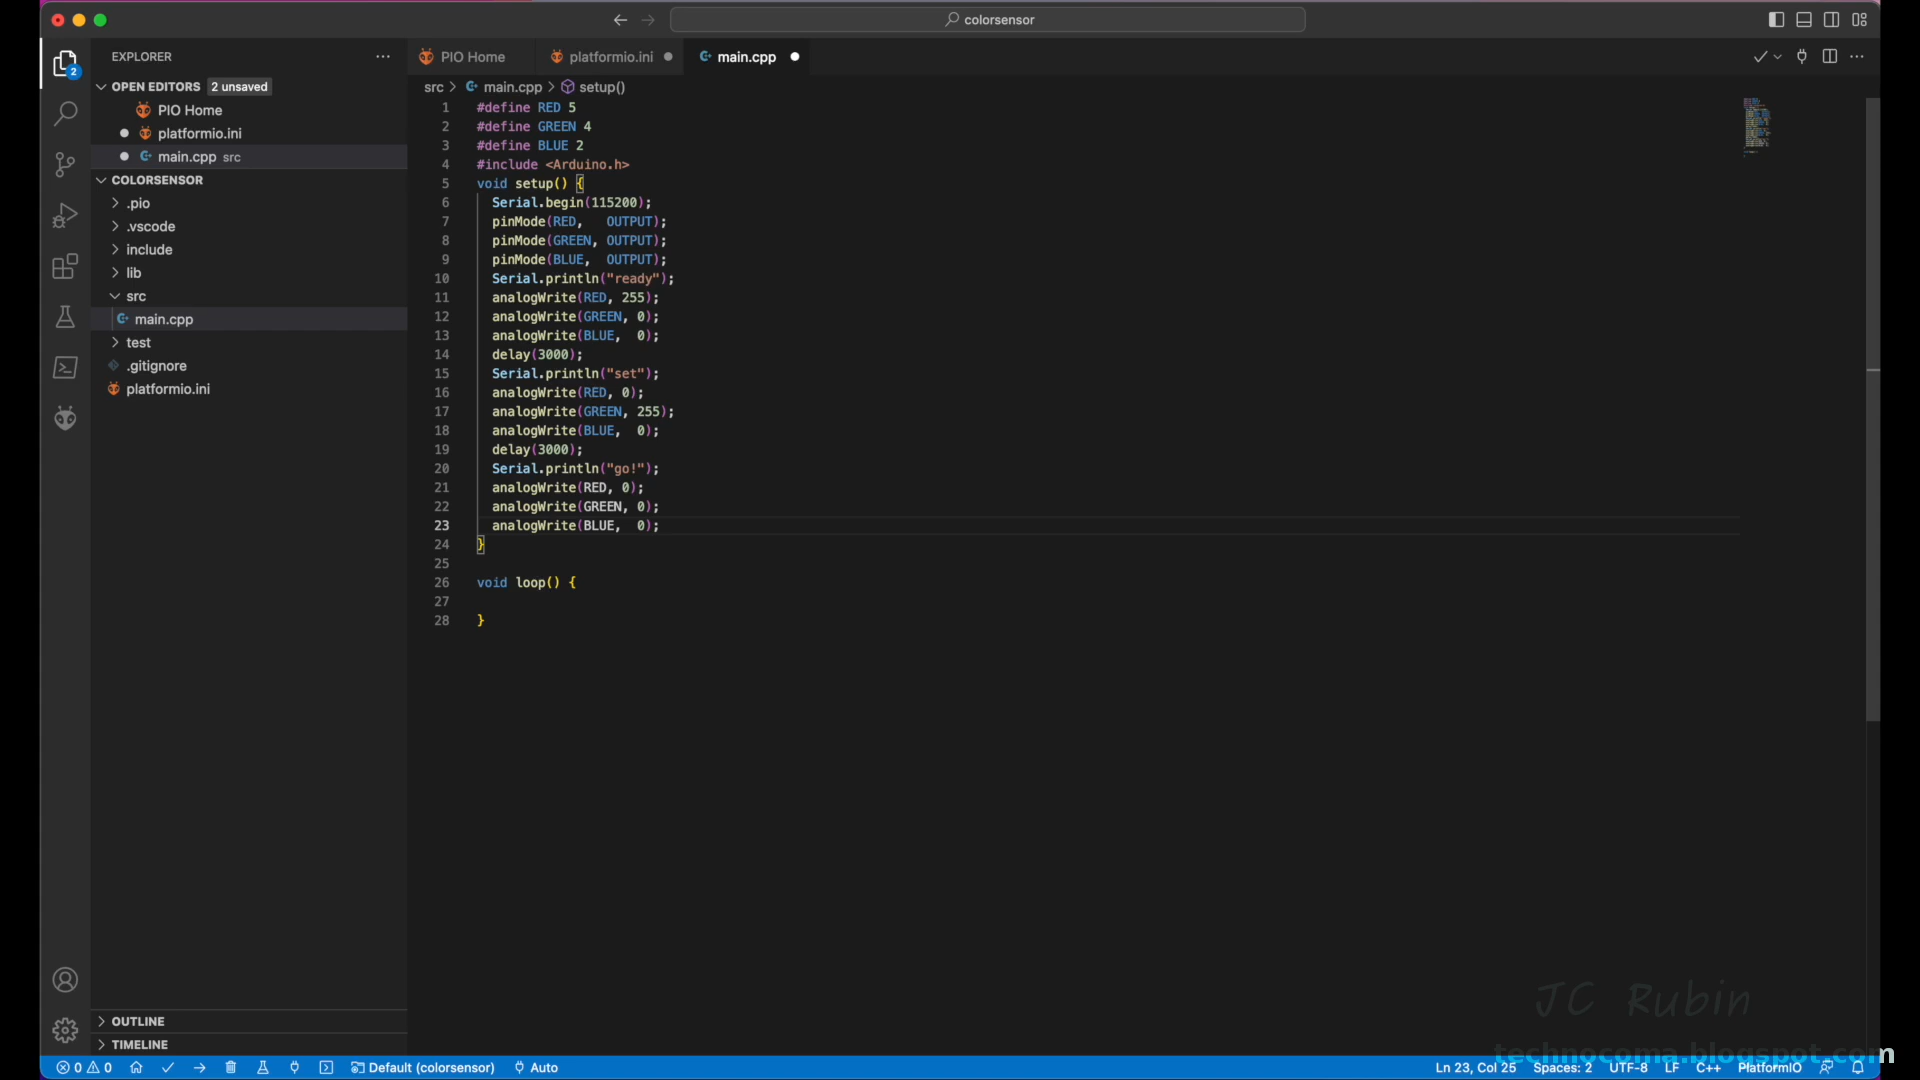 colorsensor
EXPLORER
PIO Home
platformio.ini
main.cpp
OPEN EDITORS 2 unsaved
PIO Home
platformio.ini
main.cpp src
COLORSENSOR
.pio
.vscode
include
lib
src
main.cpp
test
.gitignore
platformio.ini
OUTLINE
TIMELINE
2
src > main.cpp > setup()
1 #define RED 5
2 #define GREEN 4
3 #define BLUE 2
4 #include <Arduino.h>
5 void setup() {
6 Serial.begin(115200);
7 pinMode(RED,   OUTPUT);
8 pinMode(GREEN, OUTPUT);
9 pinMode(BLUE,  OUTPUT);
10 Serial.println("ready");
11 analogWrite(RED, 255);
12 analogWrite(GREEN, 0);
13 analogWrite(BLUE,  0);
14 delay(3000);
15 Serial.println("set");
16 analogWrite(RED, 0);
17 analogWrite(GREEN, 255);
18 analogWrite(BLUE,  0);
19 delay(3000);
20 Serial.println("go!");
21 analogWrite(RED, 0);
22 analogWrite(GREEN, 0);
23 analogWrite(BLUE,  0);
24 }
25
26 void loop() {
27
28 }
JC Rubin
technocoma.blogspot.com
0 0 Default (colorsensor) Auto
Ln 23, Col 25 Spaces: 2 UTF-8 LF C++ PlatformIO